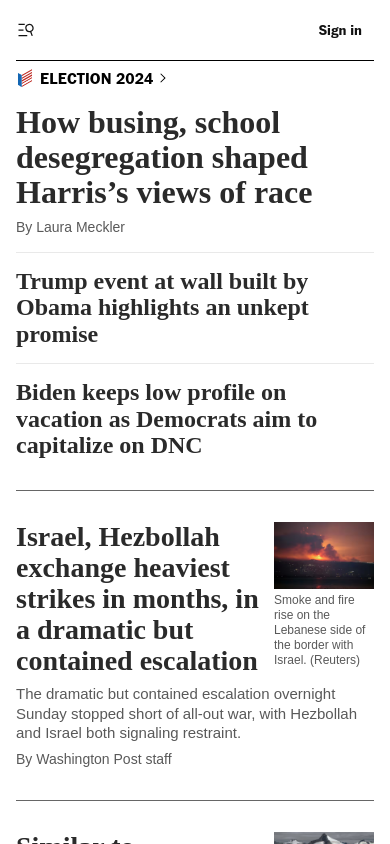 Sign in
ELECTION 2024
How busing, school
desegregation shaped
Harris’s views of race
By Laura Meckler
Trump event at wall built by
Obama highlights an unkept
promise
Biden keeps low profile on
vacation as Democrats aim to
capitalize on DNC
Israel, Hezbollah
exchange heaviest
strikes in months, in
a dramatic but
contained escalation
Smoke and fire
rise on the
Lebanese side of
the border with
Israel. (Reuters)
The dramatic but contained escalation overnight
Sunday stopped short of all-out war, with Hezbollah
and Israel both signaling restraint.
By Washington Post staff
Similar to